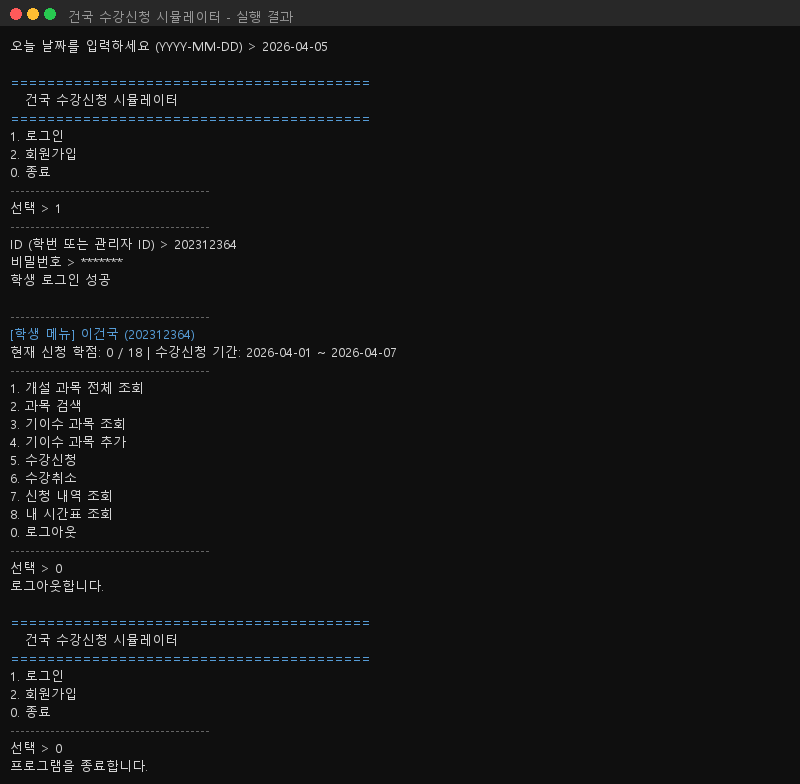 건국 수강신청 시뮬레이터 - 실행 결과
오늘 날짜를 입력하세요 (YYYY-MM-DD) > 2026-04-05
========================================
건국 수강신청 시뮬레이터
========================================
1. 로그인
2. 회원가입
0. 종료
----------------------------------------
선택 > 1
----------------------------------------
ID (학번 또는 관리자 ID) > 202312364
비밀번호 > *******
학생 로그인 성공
----------------------------------------
[학생 메뉴] 이건국 (202312364)
현재 신청 학점: 0 / 18 | 수강신청 기간: 2026-04-01 ~ 2026-04-07
----------------------------------------
1. 개설 과목 전체 조회
2. 과목 검색
3. 기이수 과목 조회
4. 기이수 과목 추가
5. 수강신청
6. 수강취소
7. 신청 내역 조회
8. 내 시간표 조회
0. 로그아웃
----------------------------------------
선택 > 0
로그아웃합니다.
========================================
건국 수강신청 시뮬레이터
========================================
1. 로그인
2. 회원가입
0. 종료
----------------------------------------
선택 > 0
프로그램을 종료합니다.